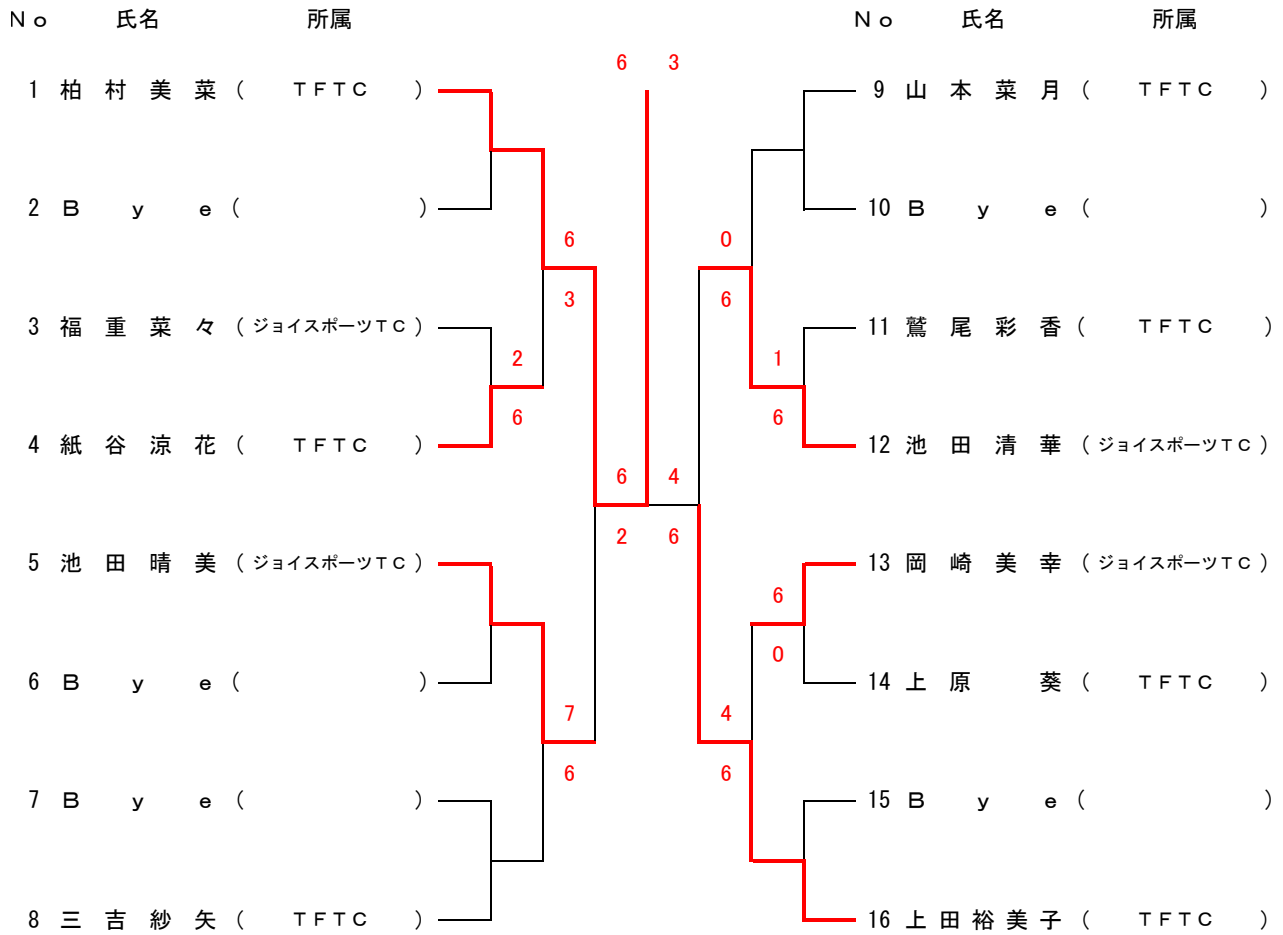 Ｎｏ 氏名 所属 Ｎｏ 氏名 所属
6 3
1 柏村美菜 ( ＴＦＴＣ ) 9 山本菜月 ( ＴＦＴＣ )
2 Ｂｙｅ ( ) 10 Ｂｙｅ ( )
6 0
3 6
3 福重菜々 ( ジョイスポーツＴＣ ) 11 鷲尾彩香 ( ＴＦＴＣ )
2 1
6 6
4 紙谷涼花 ( ＴＦＴＣ ) 12 池田清華 ( ジョイスポーツＴＣ )
6 4
2 6
5 池田晴美 ( ジョイスポーツＴＣ ) 13 岡崎美幸 ( ジョイスポーツＴＣ )
6
0
6 Ｂｙｅ ( ) 14 上原　葵 ( ＴＦＴＣ )
7 4
6 6
7 Ｂｙｅ ( ) 15 Ｂｙｅ ( )
8 三吉紗矢 ( ＴＦＴＣ ) 16 上田裕美子 ( ＴＦＴＣ )